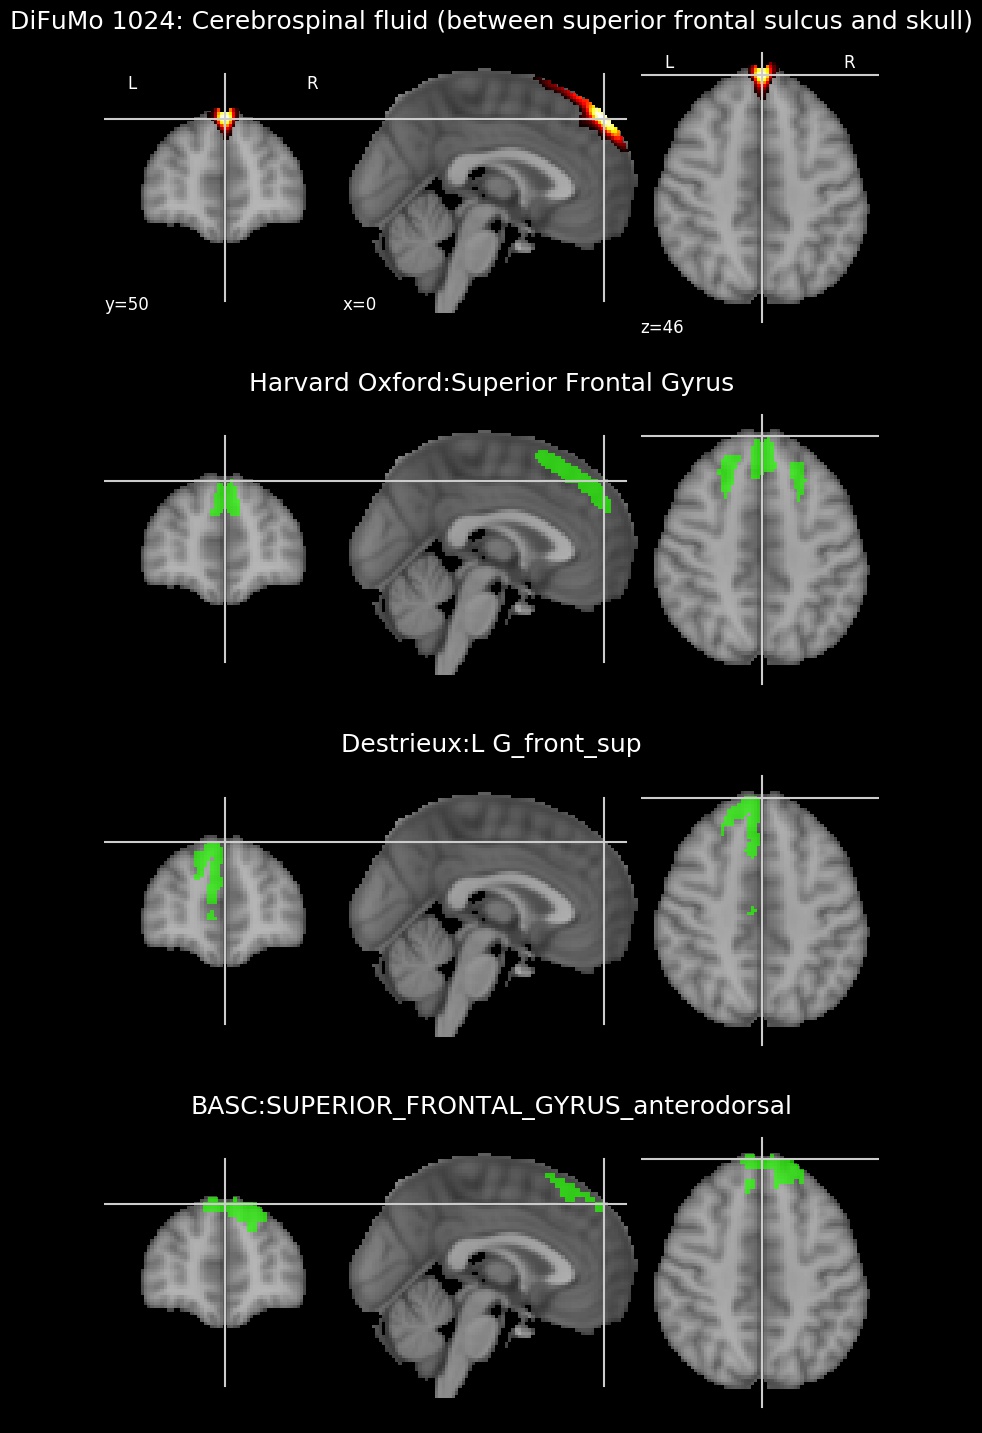 DiFuMo 1024: Cerebrospinal fluid (between superior frontal sulcus and skull)
L R L R
y=50 x=0 z=46
Harvard Oxford:Superior Frontal Gyrus
Destrieux:L G_front_sup
BASC:SUPERIOR_FRONTAL_GYRUS_anterodorsal